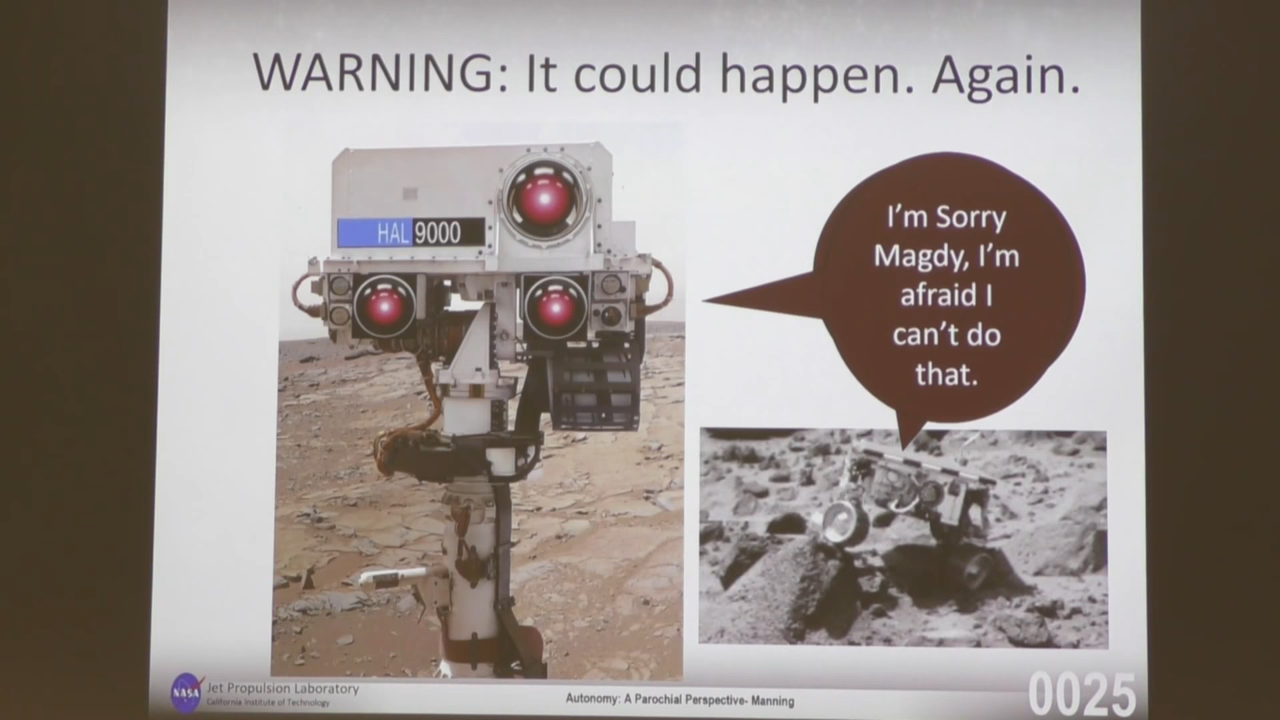 WARNING: It could happen. Again.
HAL 9000
I'm Sorry
Magdy, I'm
afraid I
can't do
that.
NASA
Jet Propulsion Laboratory
California Institute of Technology
Autonomy: A Parochial Perspective- Manning
0025